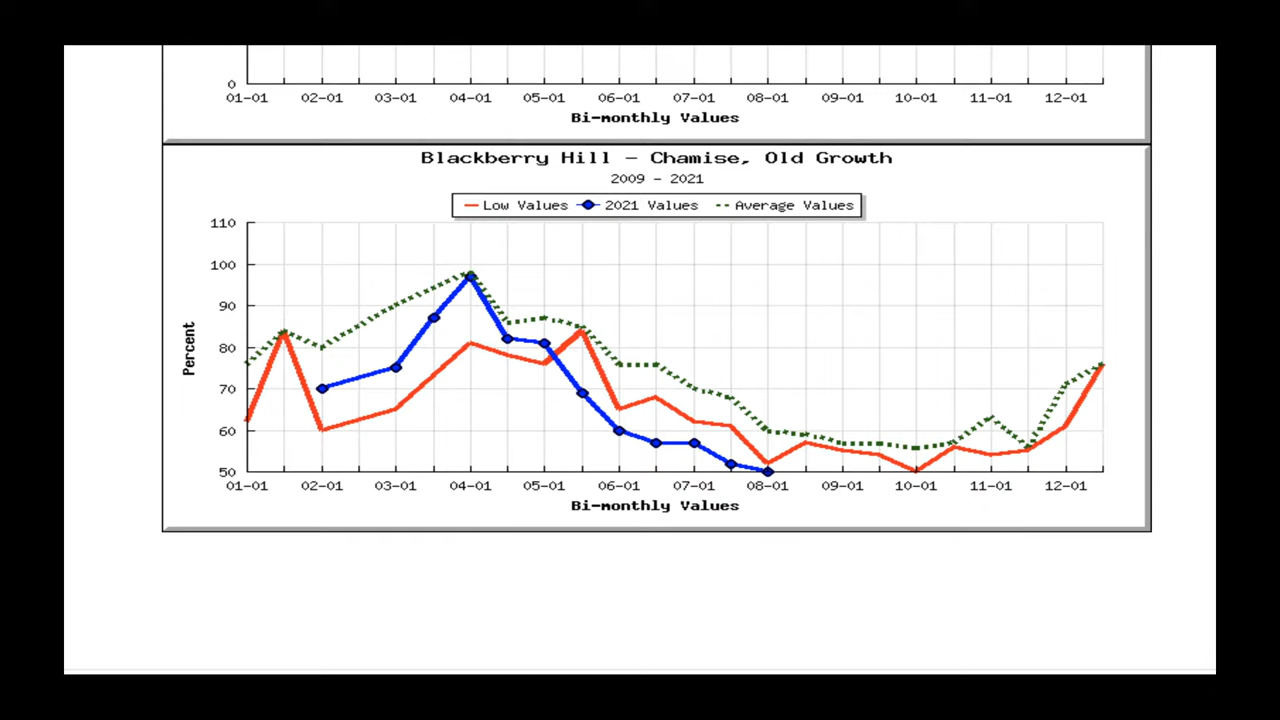 0
01-01 02-01 03-01 04-01 05-01 06-01 07-01 08-01 09-01 10-01 11-01 12-01
Bi-monthly Values
Blackberry Hill - Chamise, Old Growth
2009 - 2021
Low Values 2021 Values Average Values
110
100
90
80
70
60
50
Percent
01-01 02-01 03-01 04-01 05-01 06-01 07-01 08-01 09-01 10-01 11-01 12-01
Bi-monthly Values